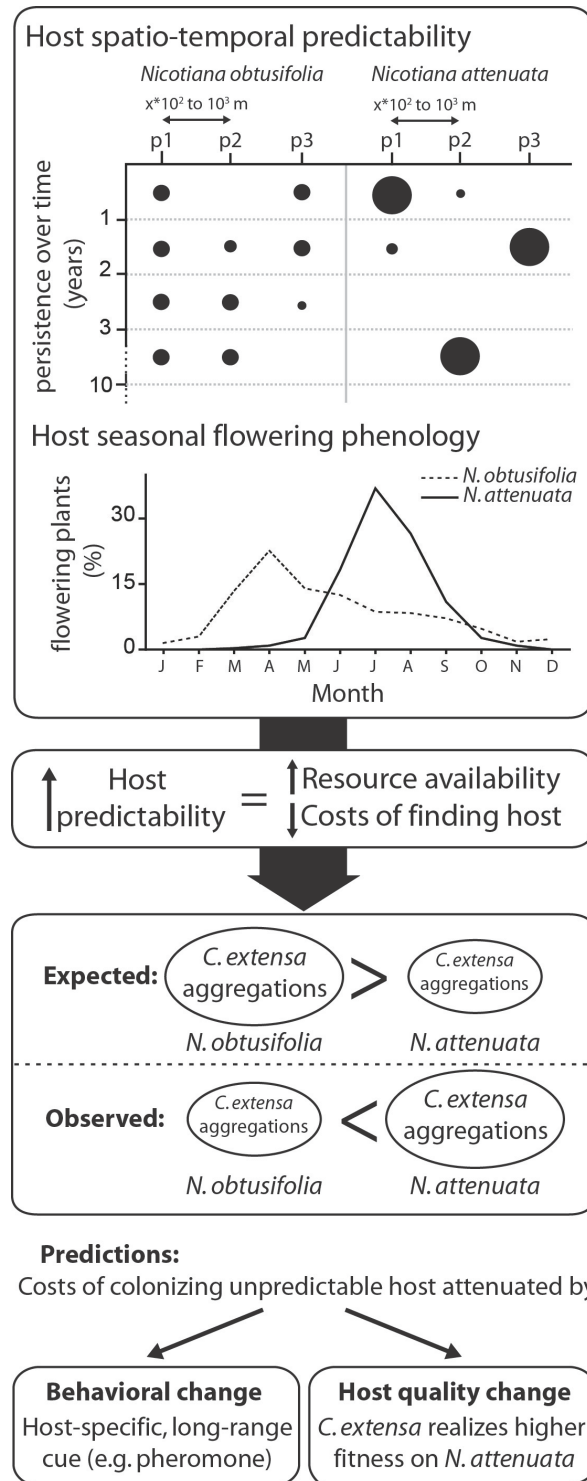 Host spatio-temporal predictability
Nicotiana obtusifolia Nicotiana attenuata
x*10² to 10³ m x*10² to 10³ m
p1 p2 p3 p1 p2 p3
persistence over time
(years)
1
2
3
10
Host seasonal flowering phenology
N. obtusifolia
N. attenuata
flowering plants
(%)
30
15
0
J F M A M J J A S O N D
Month
Host
predictability
=
Resource availability
Costs of finding host
Expected:
C. extensa
aggregations
>
C. extensa
aggregations
N. obtusifolia N. attenuata
Observed:
C. extensa
aggregations
<
C. extensa
aggregations
N. obtusifolia N. attenuata
Predictions:
Costs of colonizing unpredictable host attenuated by
Behavioral change
Host-specific, long-range
cue (e.g. pheromone)
Host quality change
C. extensa realizes higher
fitness on N. attenuata